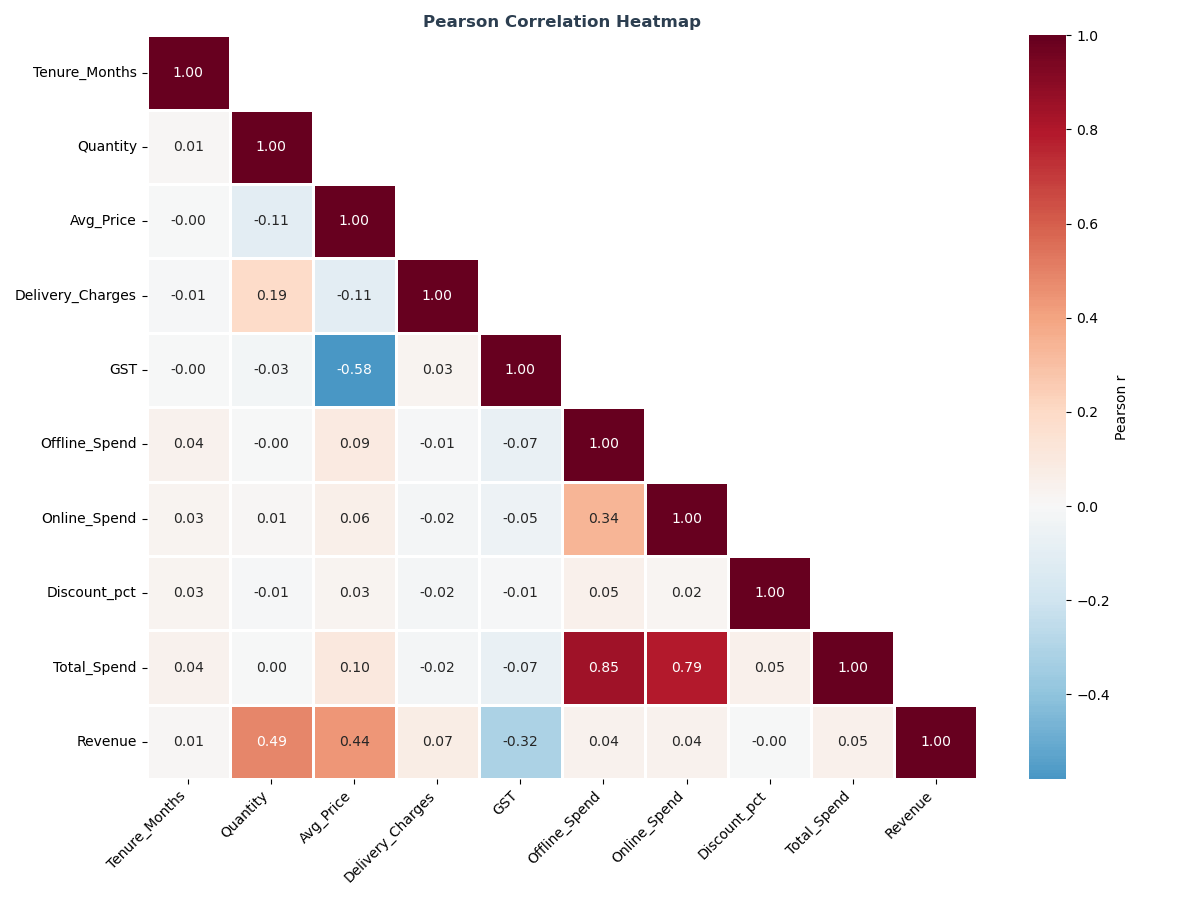 Pearson Correlation Heatmap
Tenure_Months 1.00
Quantity 0.01 1.00
Avg_Price -0.00 -0.11 1.00
Delivery_Charges -0.01 0.19 -0.11 1.00
GST -0.00 -0.03 -0.58 0.03 1.00
Offline_Spend 0.04 -0.00 0.09 -0.01 -0.07 1.00
Online_Spend 0.03 0.01 0.06 -0.02 -0.05 0.34 1.00
Discount_pct 0.03 -0.01 0.03 -0.02 -0.01 0.05 0.02 1.00
Total_Spend 0.04 0.00 0.10 -0.02 -0.07 0.85 0.79 0.05 1.00
Revenue 0.01 0.49 0.44 0.07 -0.32 0.04 0.04 -0.00 0.05 1.00
Tenure_Months Quantity Avg_Price Delivery_Charges GST Offline_Spend Online_Spend Discount_pct Total_Spend Revenue
1.0
0.8
0.6
0.4
0.2
0.0
−0.2
−0.4
Pearson r